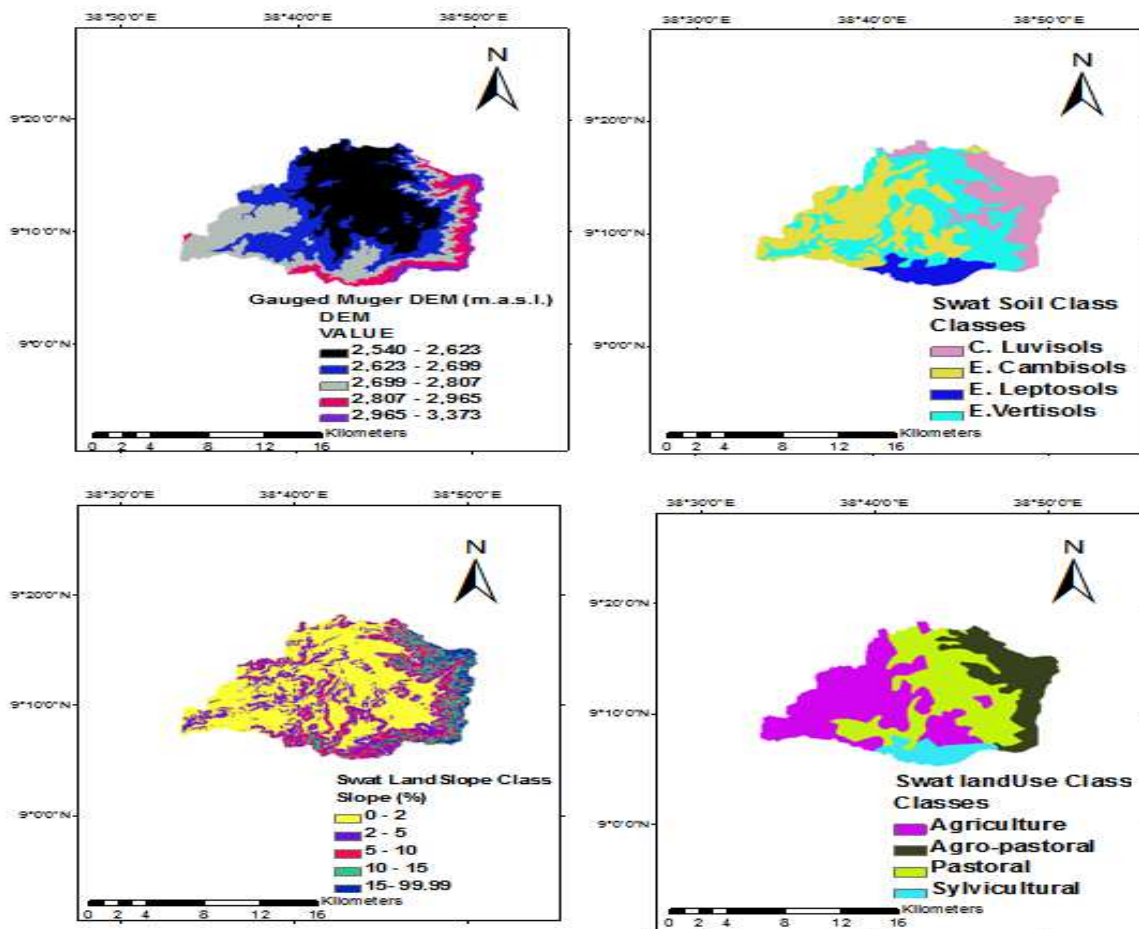 38°30'0"E 38°40'0"E 38°50'0"E
N
9°20'0"N
9°10'0"N
9°0'0"N
Gauged Muger DEM (m.a.s.l.)
DEM
VALUE
2,540 - 2,623
2,623 - 2,699
2,699 - 2,807
2,807 - 2,965
2,965 - 3,373
Kilometers
0 2 4 8 12 16
38°30'0"E 38°40'0"E 38°50'0"E
N
9°20'0"N
9°10'0"N
9°0'0"N
Swat Soil Class
Classes
C. Luvisols
E. Cambisols
E. Leptosols
E.Vertisols
Kilometers
0 2 4 8 12 16
38°30'0"E 38°40'0"E 38°50'0"E
N
9°20'0"N
9°10'0"N
9°0'0"N
Swat LandSlope Class
Slope (%)
0 - 2
2 - 5
5 - 10
10 - 15
15- 99.99
Kilometers
0 2 4 8 12 16
38°30'0"E 38°40'0"E 38°50'0"E
N
9°20'0"N
9°10'0"N
9°0'0"N
Swat landUse Class
Classes
Agriculture
Agro-pastoral
Pastoral
Sylvicultural
Kilometers
0 2 4 8 12 16